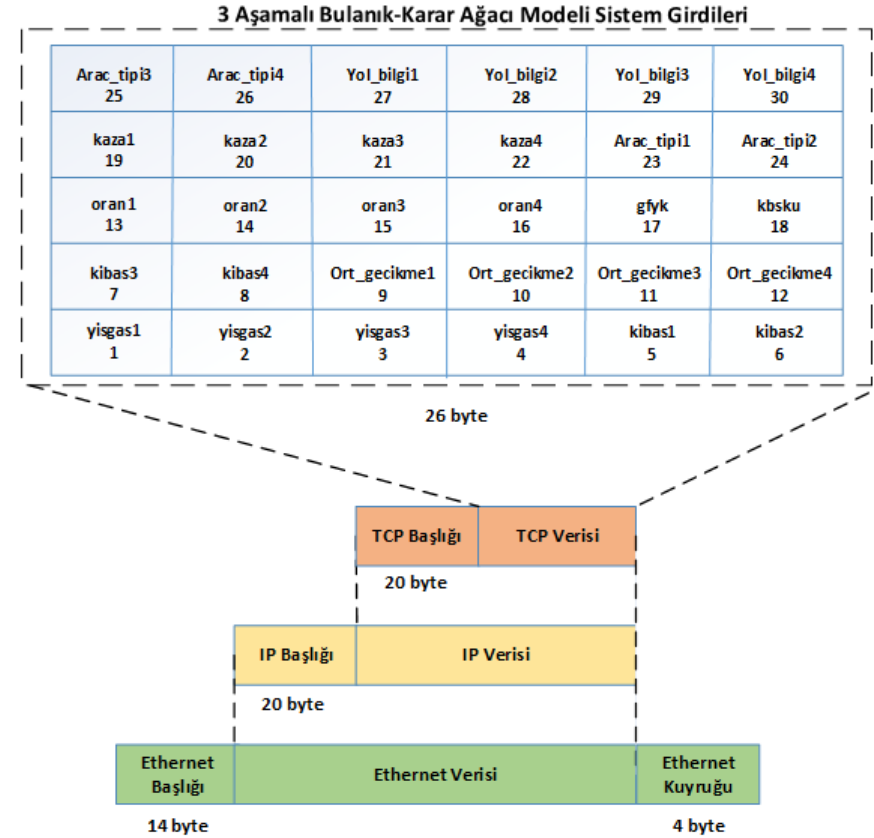 3 Aşamalı Bulanık-Karar Ağacı Modeli Sistem Girdileri
Arac_tipi3 Arac_tipi4 Yol_bilgi1 Yol_bilgi2 Yol_bilgi3 Yol_bilgi4
25 26 27 28 29 30
kaza1 kaza2 kaza3 kaza4 Arac_tipi1 Arac_tipi2
19 20 21 22 23 24
oran1 oran2 oran3 oran4 gfyk kbsku
13 14 15 16 17 18
kibas3 kibas4 Ort_gecikme1 Ort_gecikme2 Ort_gecikme3 Ort_gecikme4
7 8 9 10 11 12
yisgas1 yisgas2 yisgas3 yisgas4 kibas1 kibas2
1 2 3 4 5 6
26 byte
TCP Başlığı TCP Verisi
20 byte
IP Başlığı IP Verisi
20 byte
Ethernet Başlığı Ethernet Verisi Ethernet Kuyruğu
14 byte 4 byte